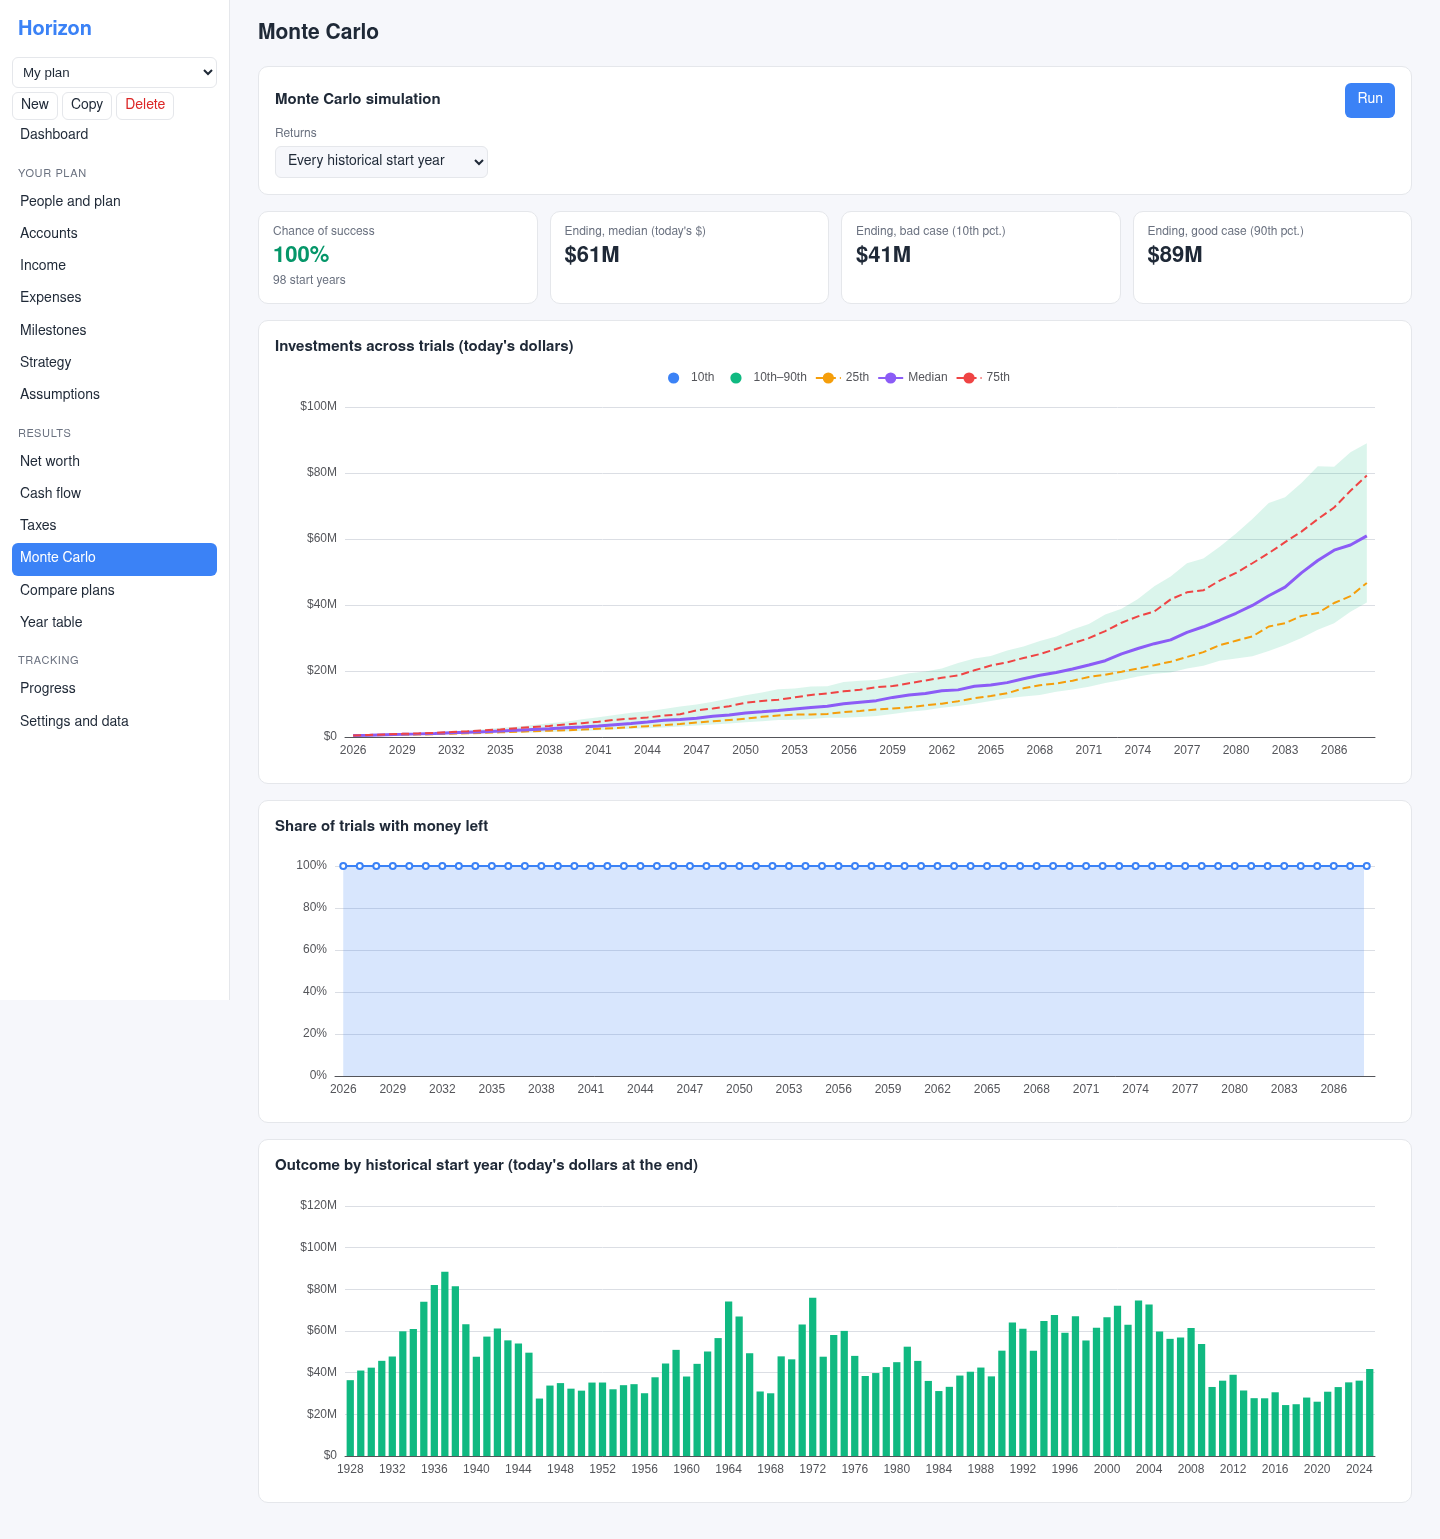 Horizon
My plan
New Copy Delete
Dashboard
YOUR PLAN
People and plan
Accounts
Income
Expenses
Milestones
Strategy
Assumptions
RESULTS
Net worth
Cash flow
Taxes
Monte Carlo
Compare plans
Year table
TRACKING
Progress
Settings and data
Monte Carlo
Monte Carlo simulation
Run
Returns
Every historical start year
Chance of success
100%
98 start years
Ending, median (today's $)
$61M
Ending, bad case (10th pct.)
$41M
Ending, good case (90th pct.)
$89M
Investments across trials (today's dollars)
10th 10th–90th 25th Median 75th
$100M
$80M
$60M
$40M
$20M
$0
2026 2029 2032 2035 2038 2041 2044 2047 2050 2053 2056 2059 2062 2065 2068 2071 2074 2077 2080 2083 2086
Share of trials with money left
100%
80%
60%
40%
20%
0%
2026 2029 2032 2035 2038 2041 2044 2047 2050 2053 2056 2059 2062 2065 2068 2071 2074 2077 2080 2083 2086
Outcome by historical start year (today's dollars at the end)
$120M
$100M
$80M
$60M
$40M
$20M
$0
1928 1932 1936 1940 1944 1948 1952 1956 1960 1964 1968 1972 1976 1980 1984 1988 1992 1996 2000 2004 2008 2012 2016 2020 2024